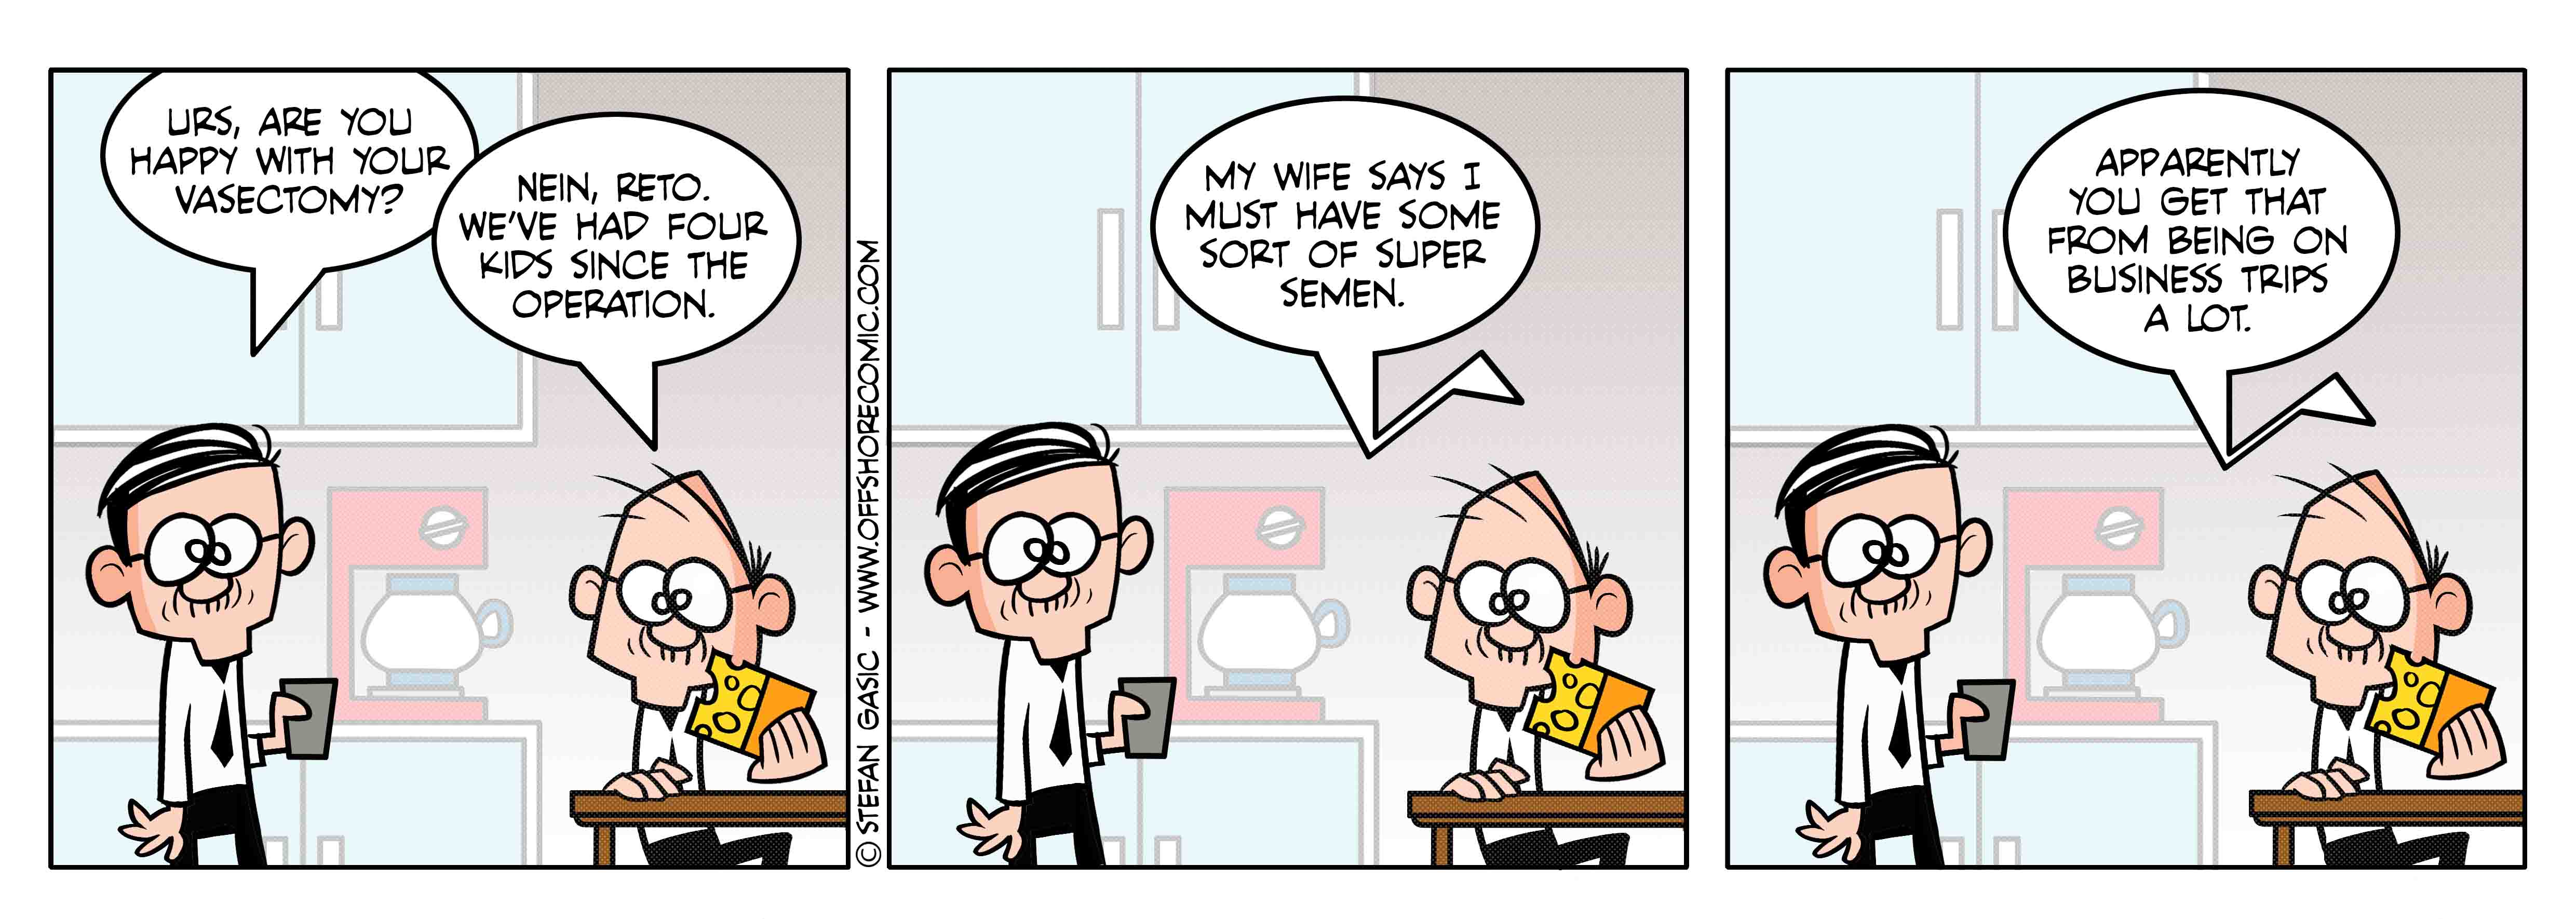 URS, ARE YOU
HAPPY WITH YOUR
VASECTOMY?
NEIN, RETO.
WE'VE HAD FOUR
KIDS SINCE THE
OPERATION.
© STEFAN GASIC - WWW.OFFSHORECOMIC.COM
MY WIFE SAYS I
MUST HAVE SOME
SORT OF SUPER
SEMEN.
APPARENTLY
YOU GET THAT
FROM BEING ON
BUSINESS TRIPS
A LOT.